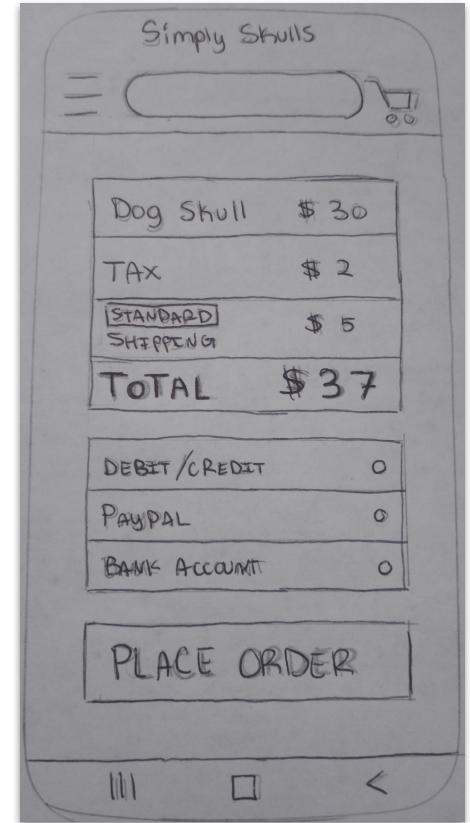 Simply Skulls
Dog Skull $ 30
TAX $ 2
STANDARD
SHIPPING $ 5
TOTAL $ 37
DEBIT/CREDIT
PAYPAL
BANK ACCOUNT
PLACE ORDER